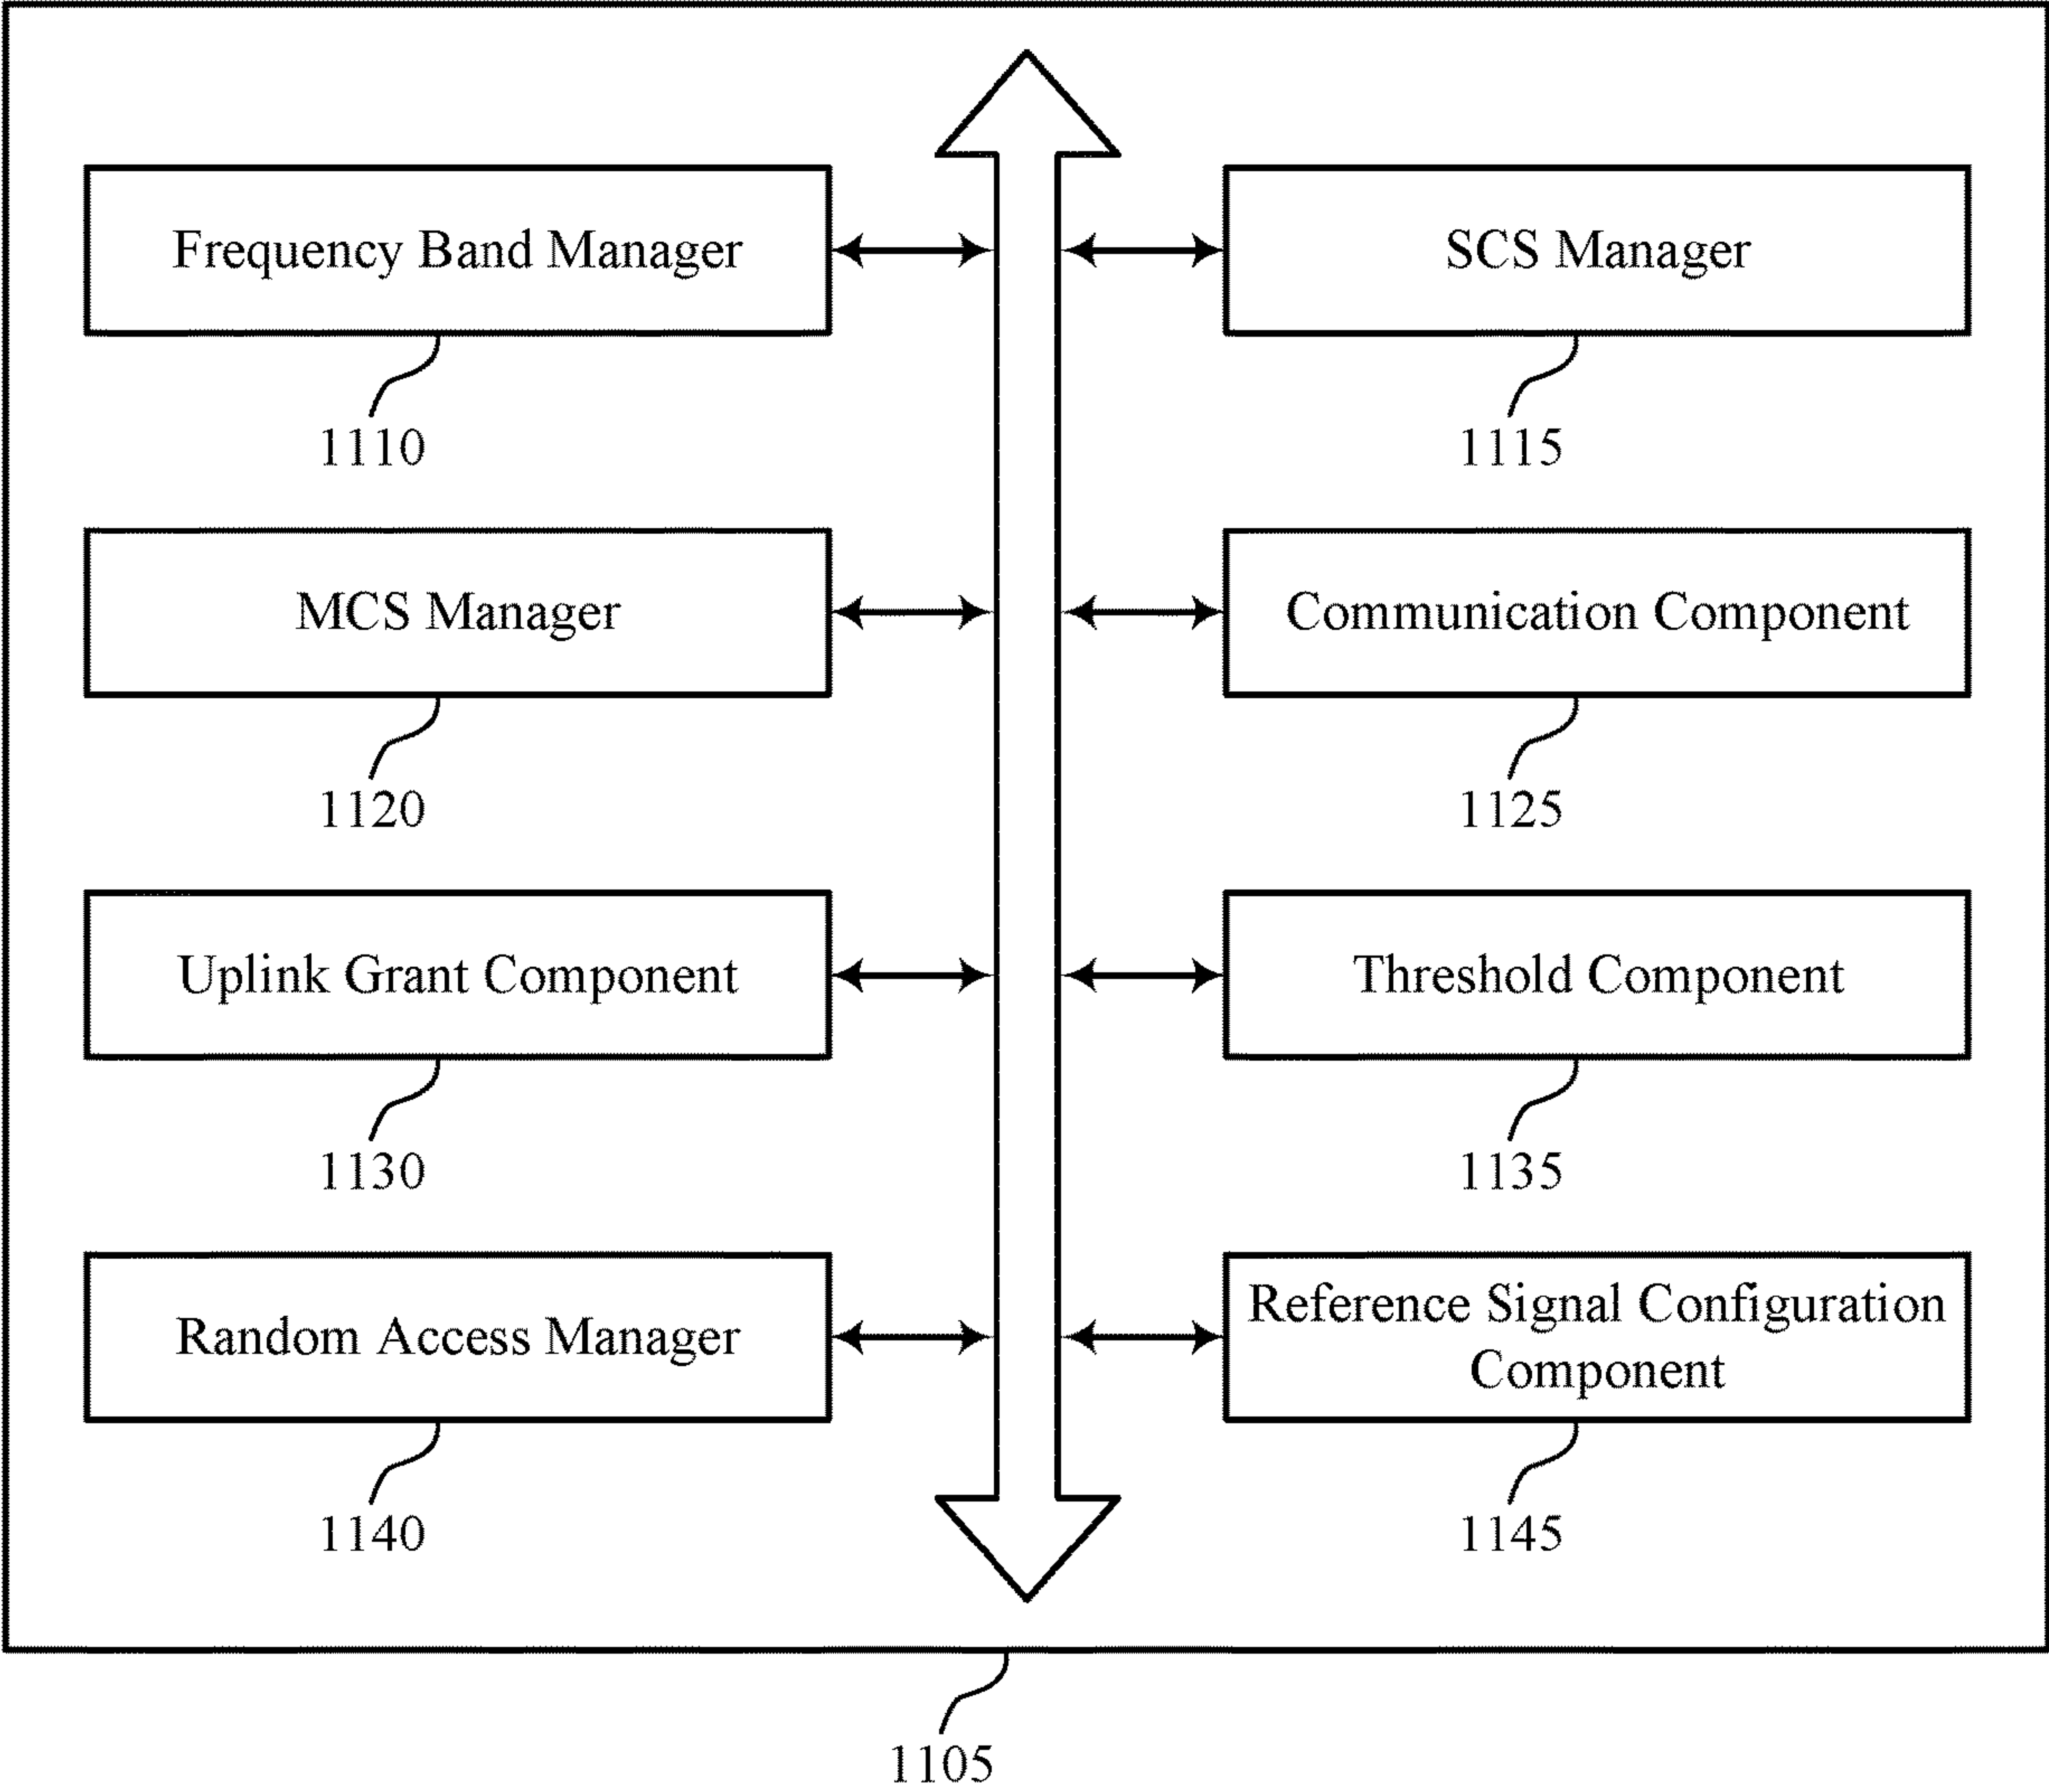 Frequency Band Manager
SCS Manager
1110
1115
MCS Manager
Communication Component
1120
1125
Uplink Grant Component
Threshold Component
1130
1135
Random Access Manager
Reference Signal Configuration
Component
1140
1145
1105